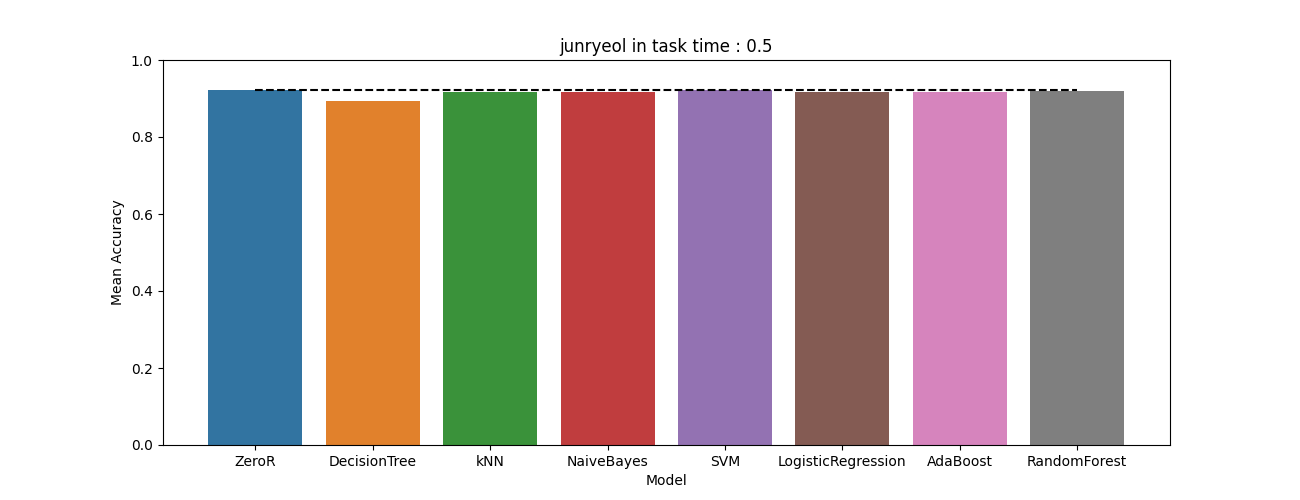 junryeol in task time : 0.5
1.0
0.8
0.6
0.4
0.2
0.0
Mean Accuracy
ZeroR DecisionTree kNN NaiveBayes SVM LogisticRegression AdaBoost RandomForest
Model